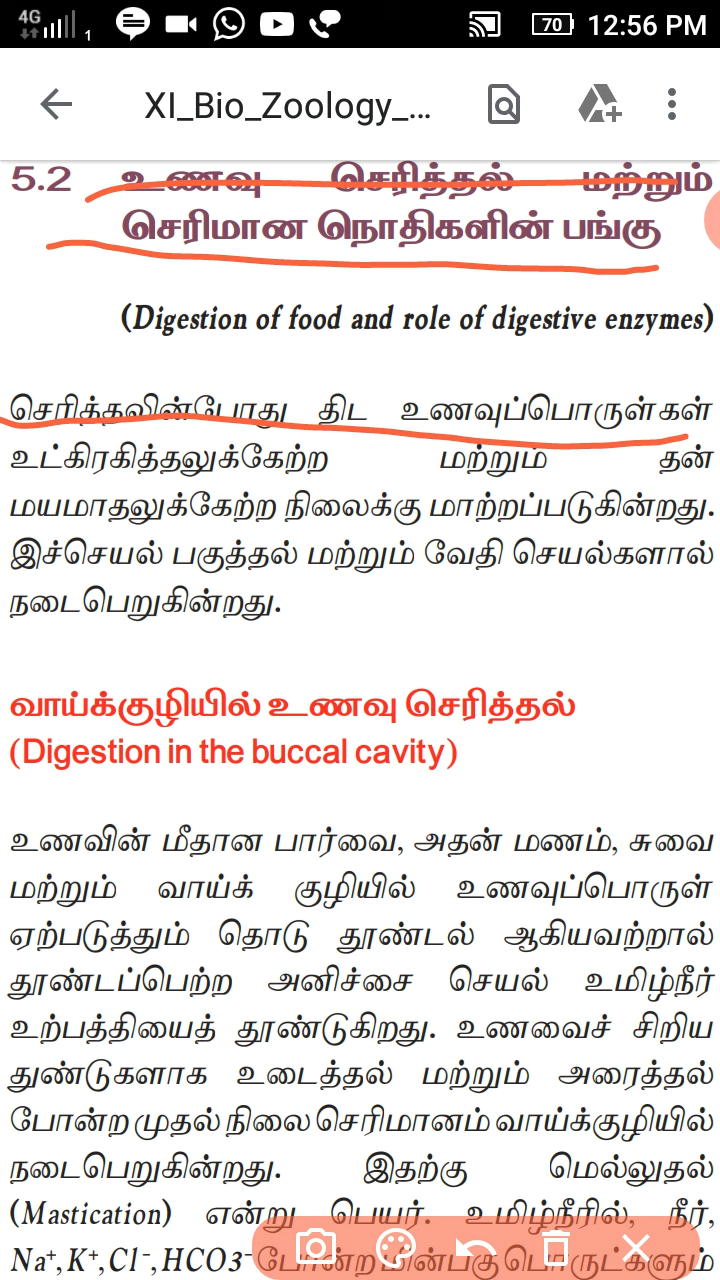 4G 1 70 12:56 PM
XI_Bio_Zoology_...
5.2 உணவு செரித்தல் மற்றும்
செரிமான நொதிகளின் பங்கு
(Digestion of food and role of digestive enzymes)
செரித்தலின்போது திட உணவுப்பொருள்கள்
உட்கிரகித்தலுக்கேற்ற மற்றும் தன்
மயமாதலுக்கேற்ற நிலைக்கு மாற்றப்படுகின்றது.
இச்செயல் பகுத்தல் மற்றும் வேதி செயல்களால்
நடைபெறுகின்றது.
வாய்க்குழியில் உணவு செரித்தல்
(Digestion in the buccal cavity)
உணவின் மீதான பார்வை, அதன் மணம், சுவை
மற்றும் வாய்க் குழியில் உணவுப்பொருள்
ஏற்படுத்தும் தொடு தூண்டல் ஆகியவற்றால்
தூண்டப்பெற்ற அனிச்சை செயல் உமிழ்நீர்
உற்பத்தியைத் தூண்டுகிறது. உணவைச் சிறிய
துண்டுகளாக உடைத்தல் மற்றும் அரைத்தல்
போன்ற முதல் நிலை செரிமானம் வாய்க்குழியில்
நடைபெறுகின்றது. இதற்கு மெல்லுதல்
(Mastication) என்று பெயர். உமிழ்நீரில், நீர்,
Na⁺, K⁺, Cl⁻, HCO3⁻ போன்ற மின்பகு பொருட்களும்